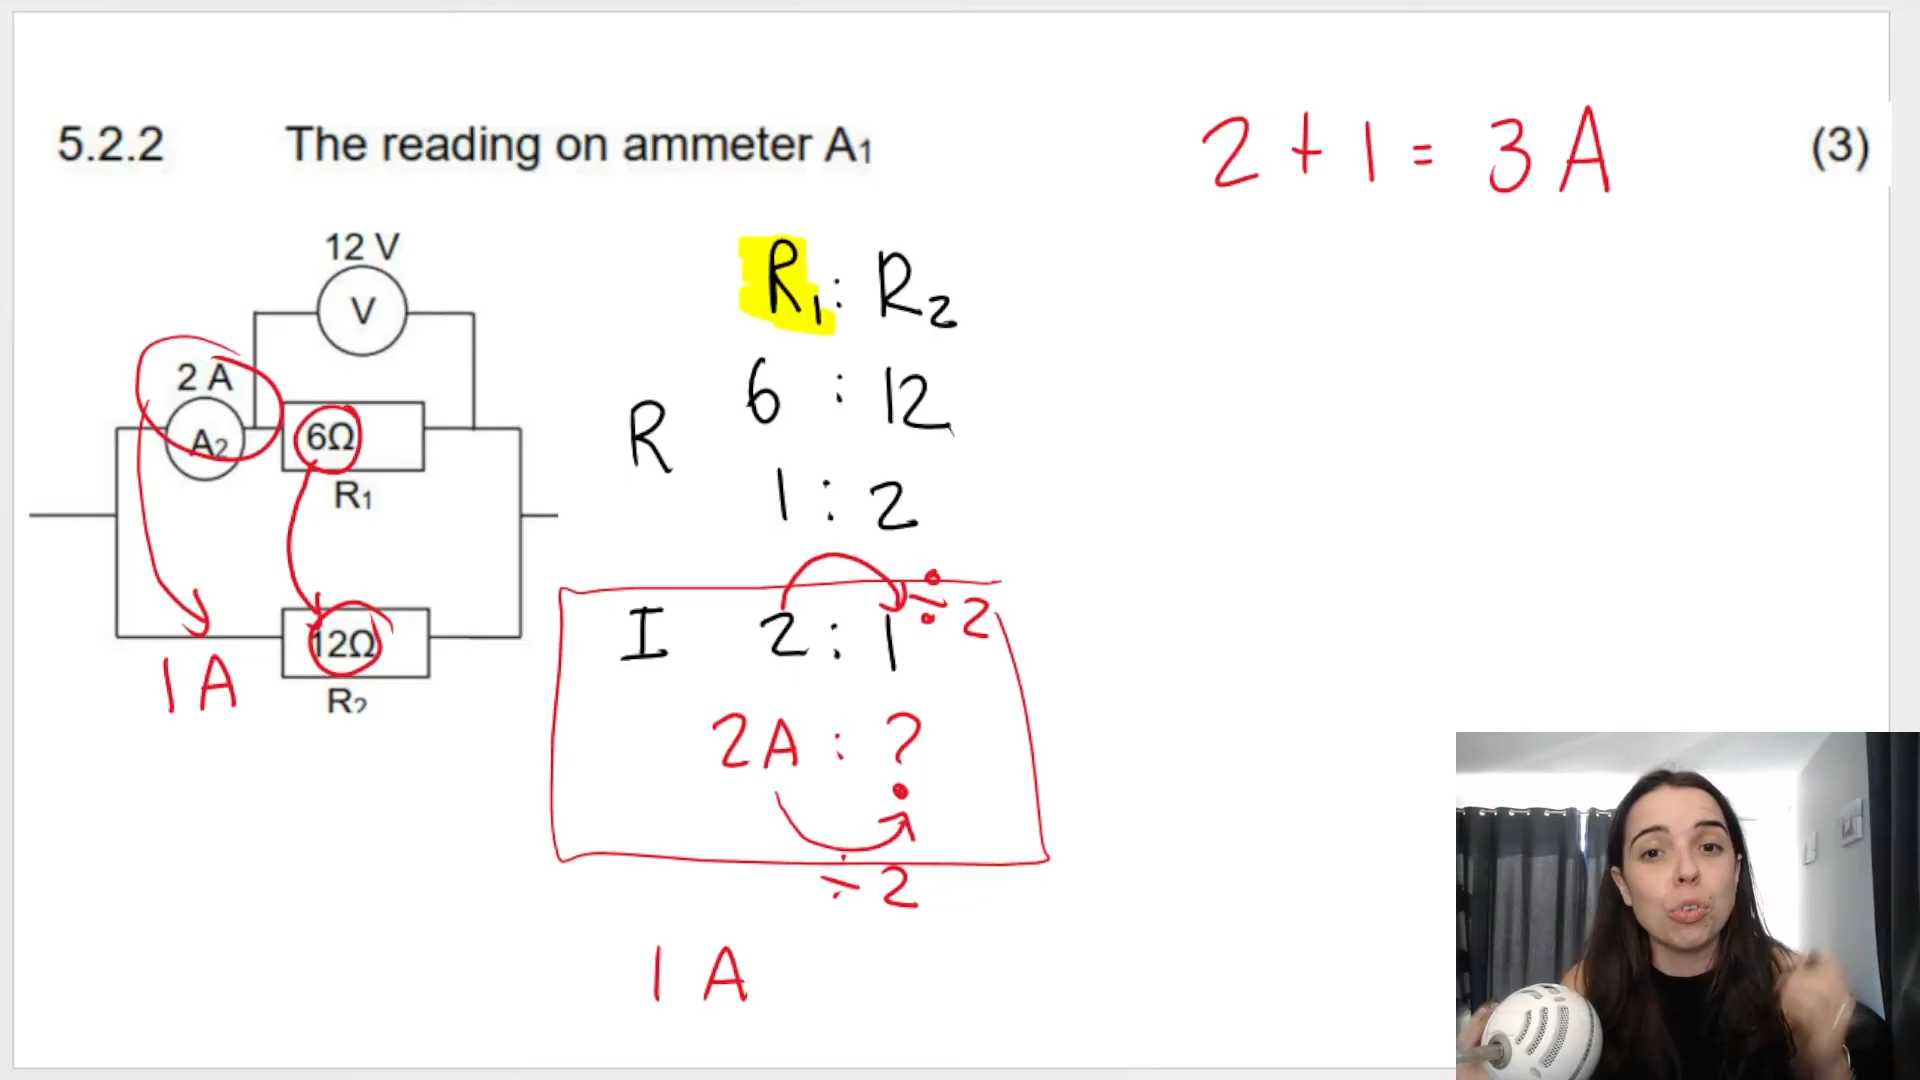 5.2.2 The reading on ammeter A1 2 + 1 = 3 A (3)
12 V
V
2 A
A2
6Ω
R1
12Ω
R2
1 A
R1 : R2
R 6 : 12
1 : 2
÷ 2
I 2 : 1
2A : ?
÷ 2
1 A